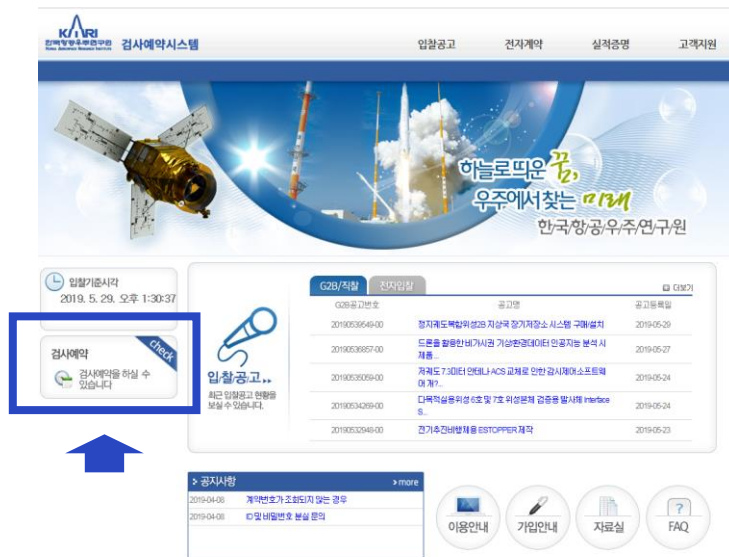 KARI
한국항공우주연구원
KOREA AEROSPACE RESEARCH INSTITUTE
검사예약시스템
입찰공고
전자계약
실적증명
고객지원
하늘로띄운 꿈,
우주에서찾는 미래
한국항공우주연구원
입찰기준시각
2019. 5. 29. 오후 1:30:37
검사예약
check
검사예약을 하실 수
있습니다
입찰공고
최근 입찰공고 현황을
보실 수 있습니다.
G2B/직찰
전자입찰
더보기
G2B공고번호
공고명
공고등록일
20190539549-00
정지궤도복합위성2B 지상국 장기저장소 시스템 구매/설치
2019-05-29
20190536857-00
드론을 활용한 비가시권 기상환경데이터 인공지능 분석 시
제품...
2019-05-27
20190535059-00
저궤도 7.3미터 안테나 ACS 교체로 인한 감시제어 소프트웨
어 개?...
2019-05-24
20190534269-00
다목적실용위성 6호 및 7호 위성본체 검증용 발사체 Interface
S...
2019-05-24
20190532948-00
전기추진비행체용 ESTOPPER 제작
2019-05-23
공지사항
more
2019-04-08
계약번호가 조회되지 않는 경우
2019-04-08
ID 및 비밀번호 분실 문의
이용안내
가입안내
자료실
?
FAQ